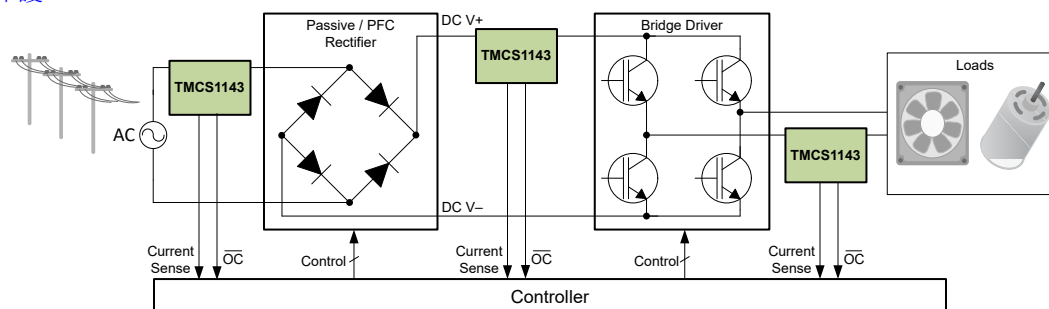 Passive / PFC
Rectifier
DC V+
Bridge Driver
TMCS1143
TMCS1143
Loads
AC
TMCS1143
DC V–
Current
Sense
OC
Control
Current
Sense
OC
Control
Current
Sense
OC
Controller